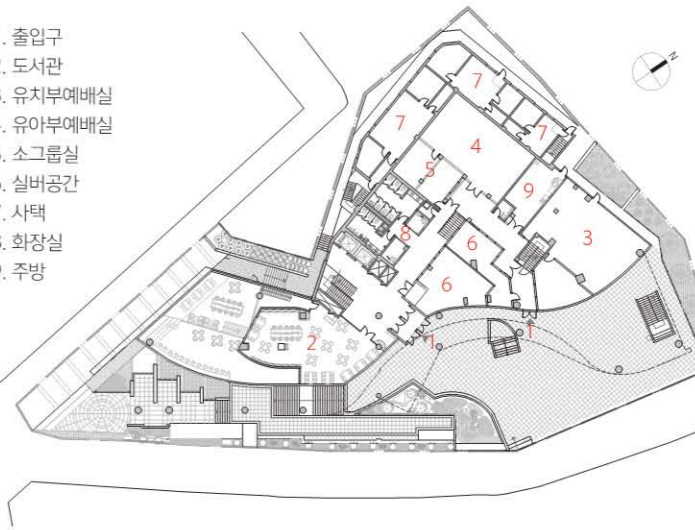 . 출입구
. 도서관
. 유치부예배실
. 유아부예배실
. 소그룹실
. 실버공간
. 사택
. 화장실
. 주방
N
7
7
7
4
5
9
8
6
3
6
2
1
1